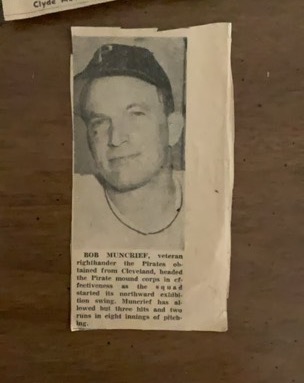 Clyde
P
BOB MUNCRIEF, veteran
righthander the Pirates ob-
tained from Cleveland, headed
the Pirate mound corps in ef-
fectiveness as the squad
started its northward exhibi-
tion swing. Muncrief has al-
lowed but three hits and two
runs in eight innings of pitch-
ing.